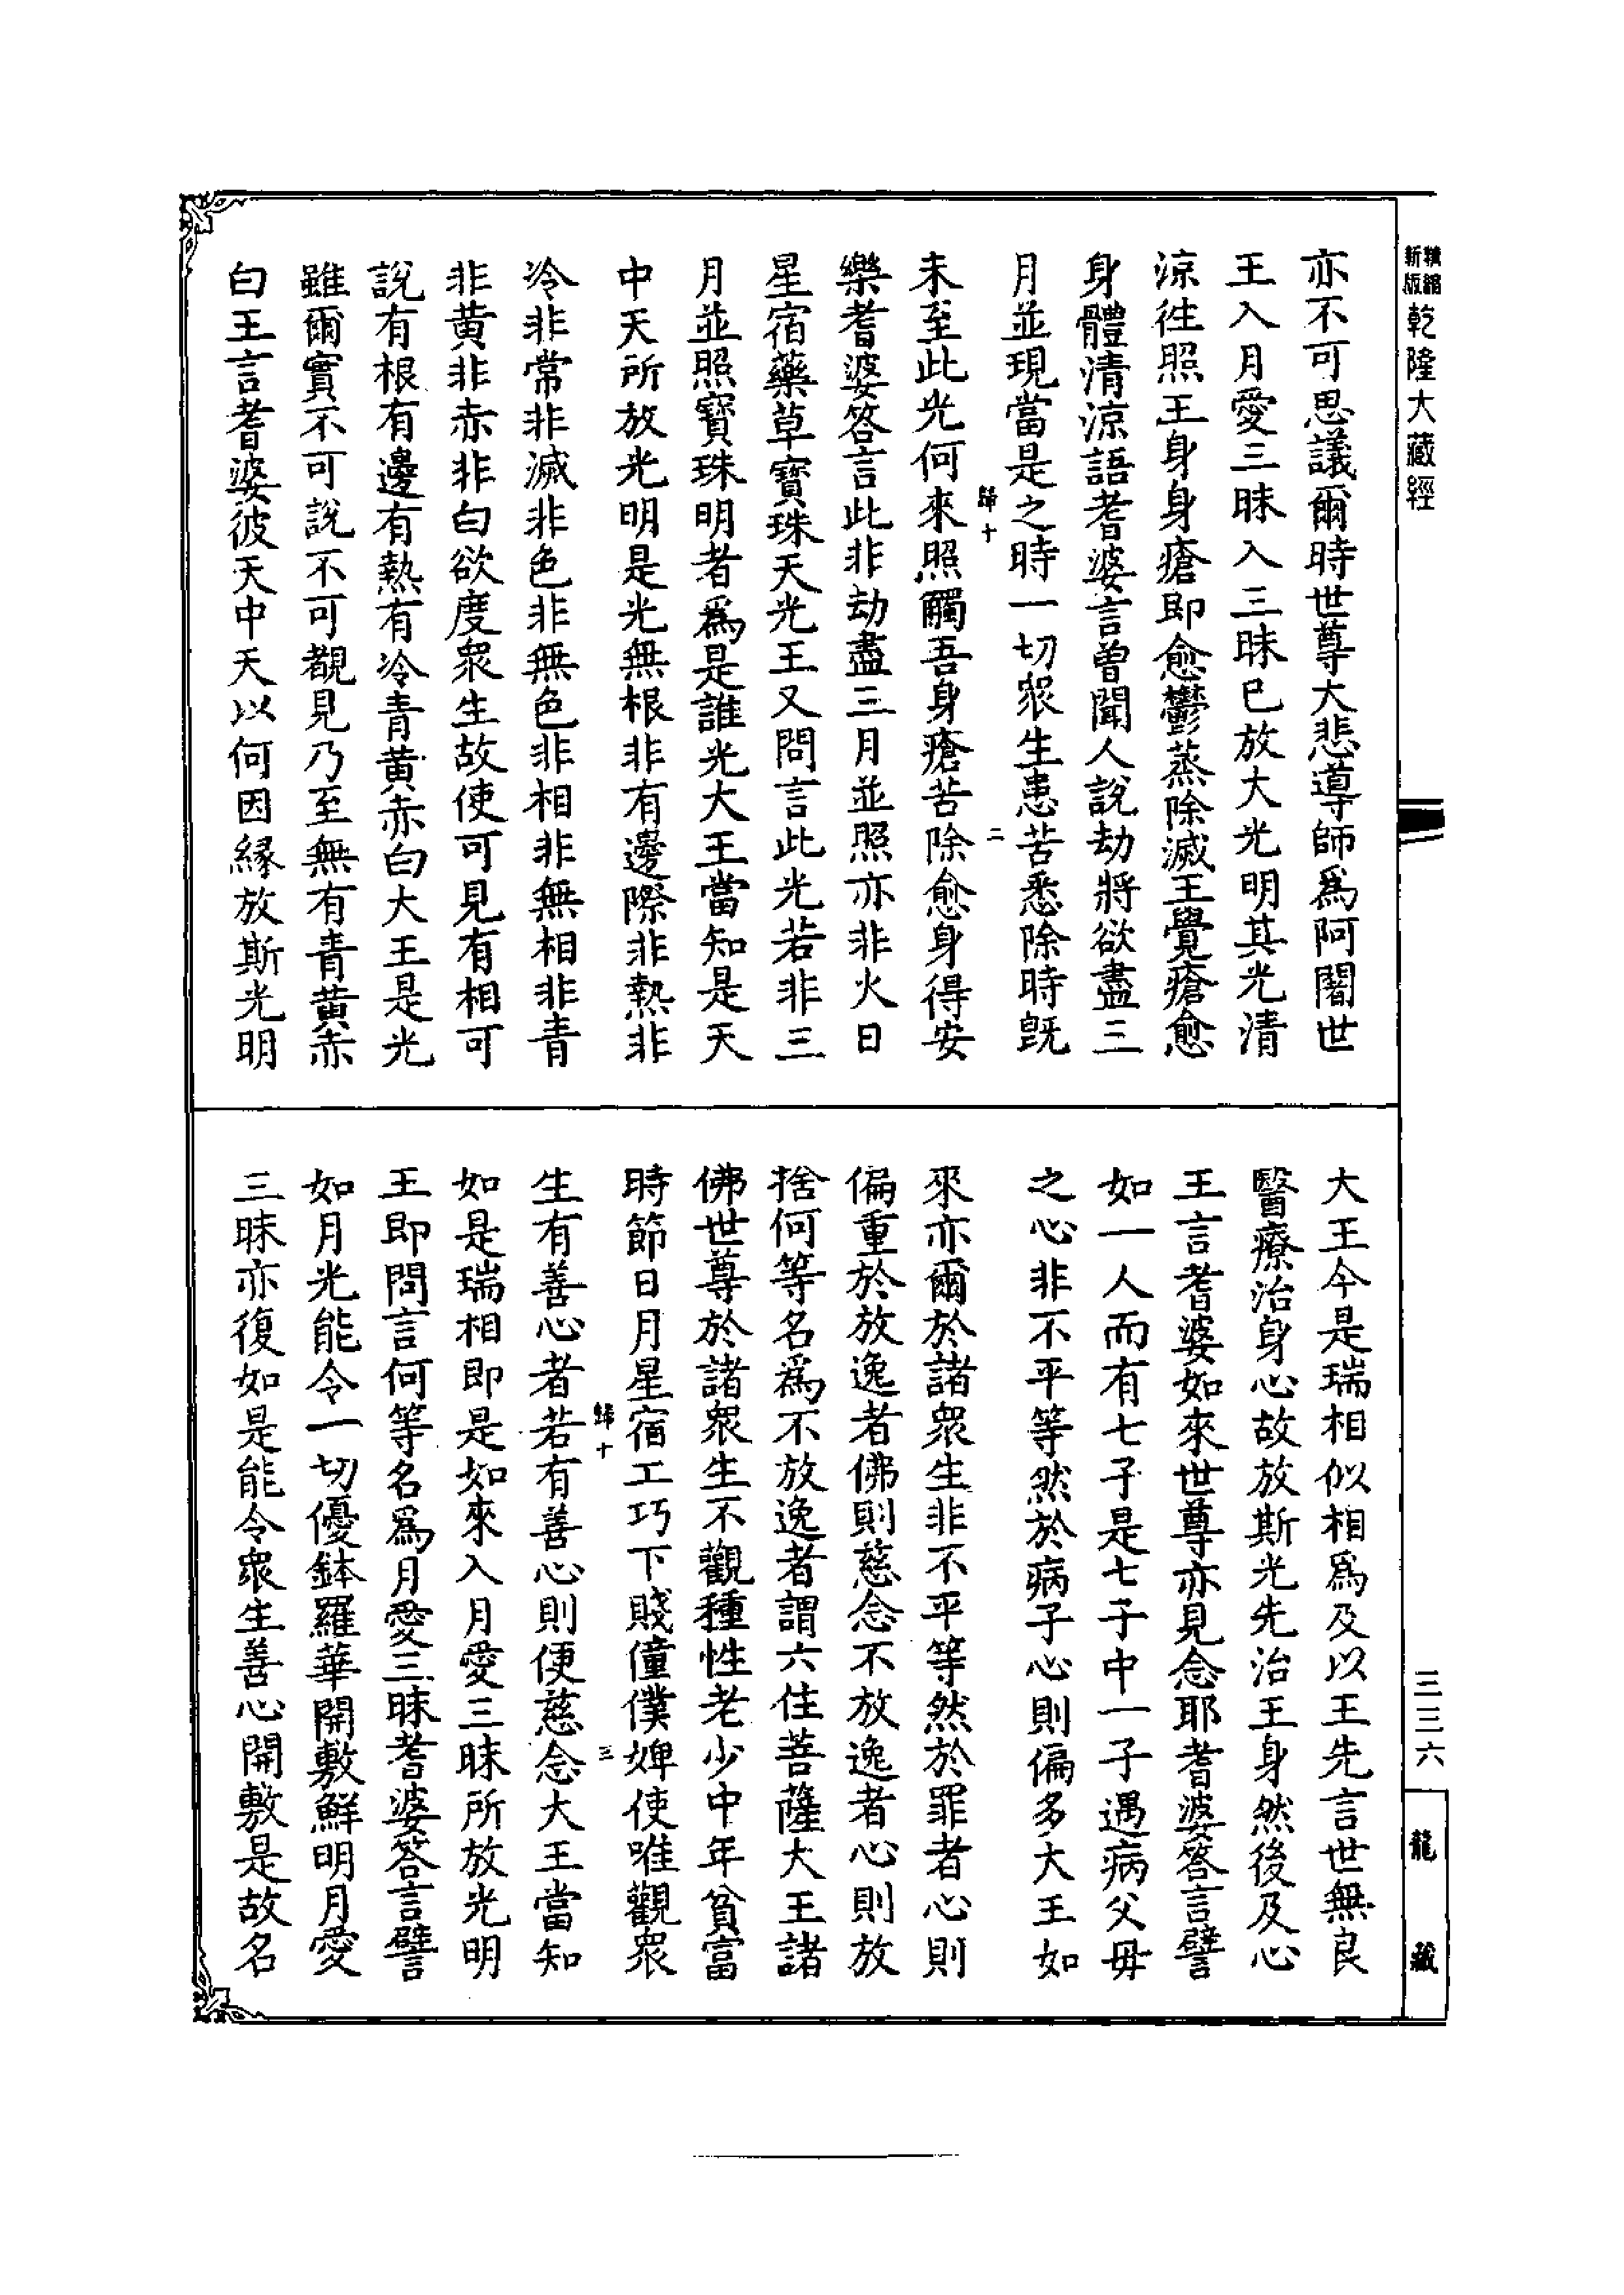 新版精縮乾隆大藏經
亦不可思議爾時世尊大悲導師爲阿闍世
王入月愛三昧入三昧已放大光明其光清
涼徃照王身身瘡即愈鬱蒸除滅王覺瘡愈
身體清涼語耆婆言曾聞人說劫將欲盡三
月並現當是之時一切衆生患苦悉除時旣
歸十 二
未至此光何來照觸吾身瘡苦除愈身得安
樂耆婆答言此非劫盡三月並照亦非火日
星宿藥草寶珠天光王又問言此光若非三
月並照寶珠明者爲是誰光大王當知是天
中天所放光明是光無根非有邊際非熱非
冷非常非滅非色非無色非相非無相非青
非黄非赤非白欲度衆生故使可見有相可
說有根有邊有熱有冷青黄赤白大王是光
雖爾實不可說不可覩見乃至無有青黄赤
白王言耆婆彼天中天以何因緣放斯光明
大王今是瑞相似相爲及以王先言世無良
醫療治身心故放斯光先治王身然後及心
王言耆婆如來世尊亦見念耶耆婆答言譬
如一人而有七子是七子中一子遇病父母
之心非不平等然於病子心則偏多大王如
來亦爾於諸衆生非不平等然於罪者心則
偏重於放逸者佛則慈念不放逸者心則放
捨何等名爲不放逸者謂六住菩薩大王諸
佛世尊於諸衆生不觀種性老少中年貧富
時節日月星宿工巧下賤僮僕婢使唯觀衆
歸十 三
生有善心者若有善心則便慈念大王當知
如是瑞相即是如來入月愛三昧所放光明
王即問言何等名爲月愛三昧耆婆答言譬
如月光能令一切優鉢羅華開敷鮮明月愛
三昧亦復如是能令衆生善心開敷是故名
三三六
龍藏